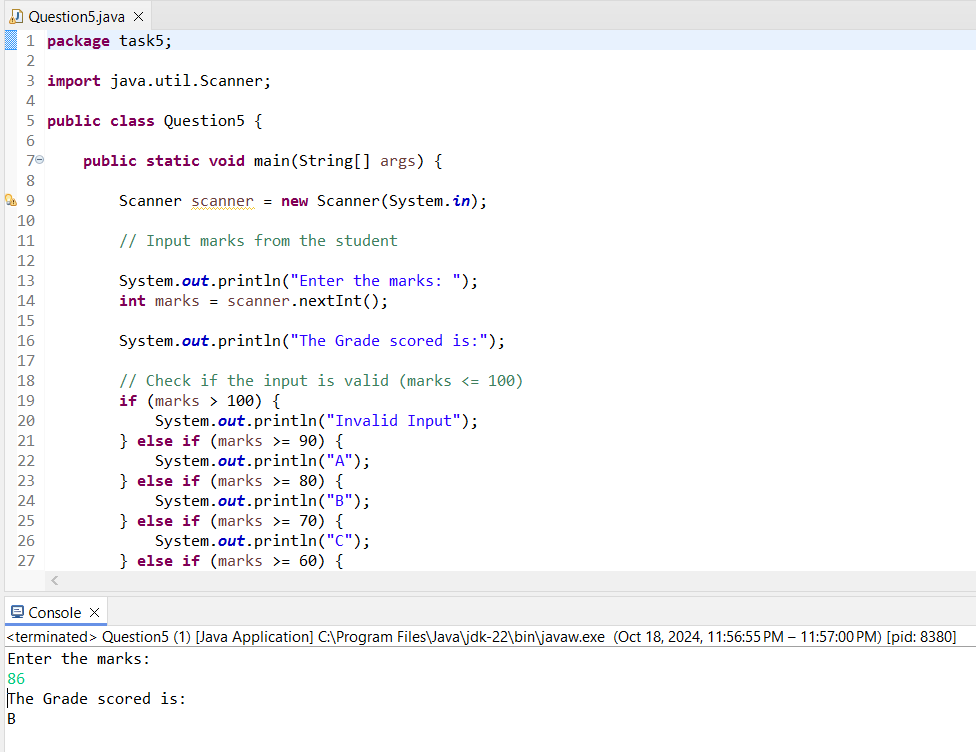 Question5.java
1 package task5;
2
3 import java.util.Scanner;
4
5 public class Question5 {
6
7 public static void main(String[] args) {
8
9 Scanner scanner = new Scanner(System.in);
10
11 // Input marks from the student
12
13 System.out.println("Enter the marks: ");
14 int marks = scanner.nextInt();
15
16 System.out.println("The Grade scored is:");
17
18 // Check if the input is valid (marks <= 100)
19 if (marks > 100) {
20 System.out.println("Invalid Input");
21 } else if (marks >= 90) {
22 System.out.println("A");
23 } else if (marks >= 80) {
24 System.out.println("B");
25 } else if (marks >= 70) {
26 System.out.println("C");
27 } else if (marks >= 60) {
Console
<terminated> Question5 (1) [Java Application] C:\Program Files\Java\jdk-22\bin\javaw.exe (Oct 18, 2024, 11:56:55 PM – 11:57:00 PM) [pid: 8380]
Enter the marks:
86
The Grade scored is:
B